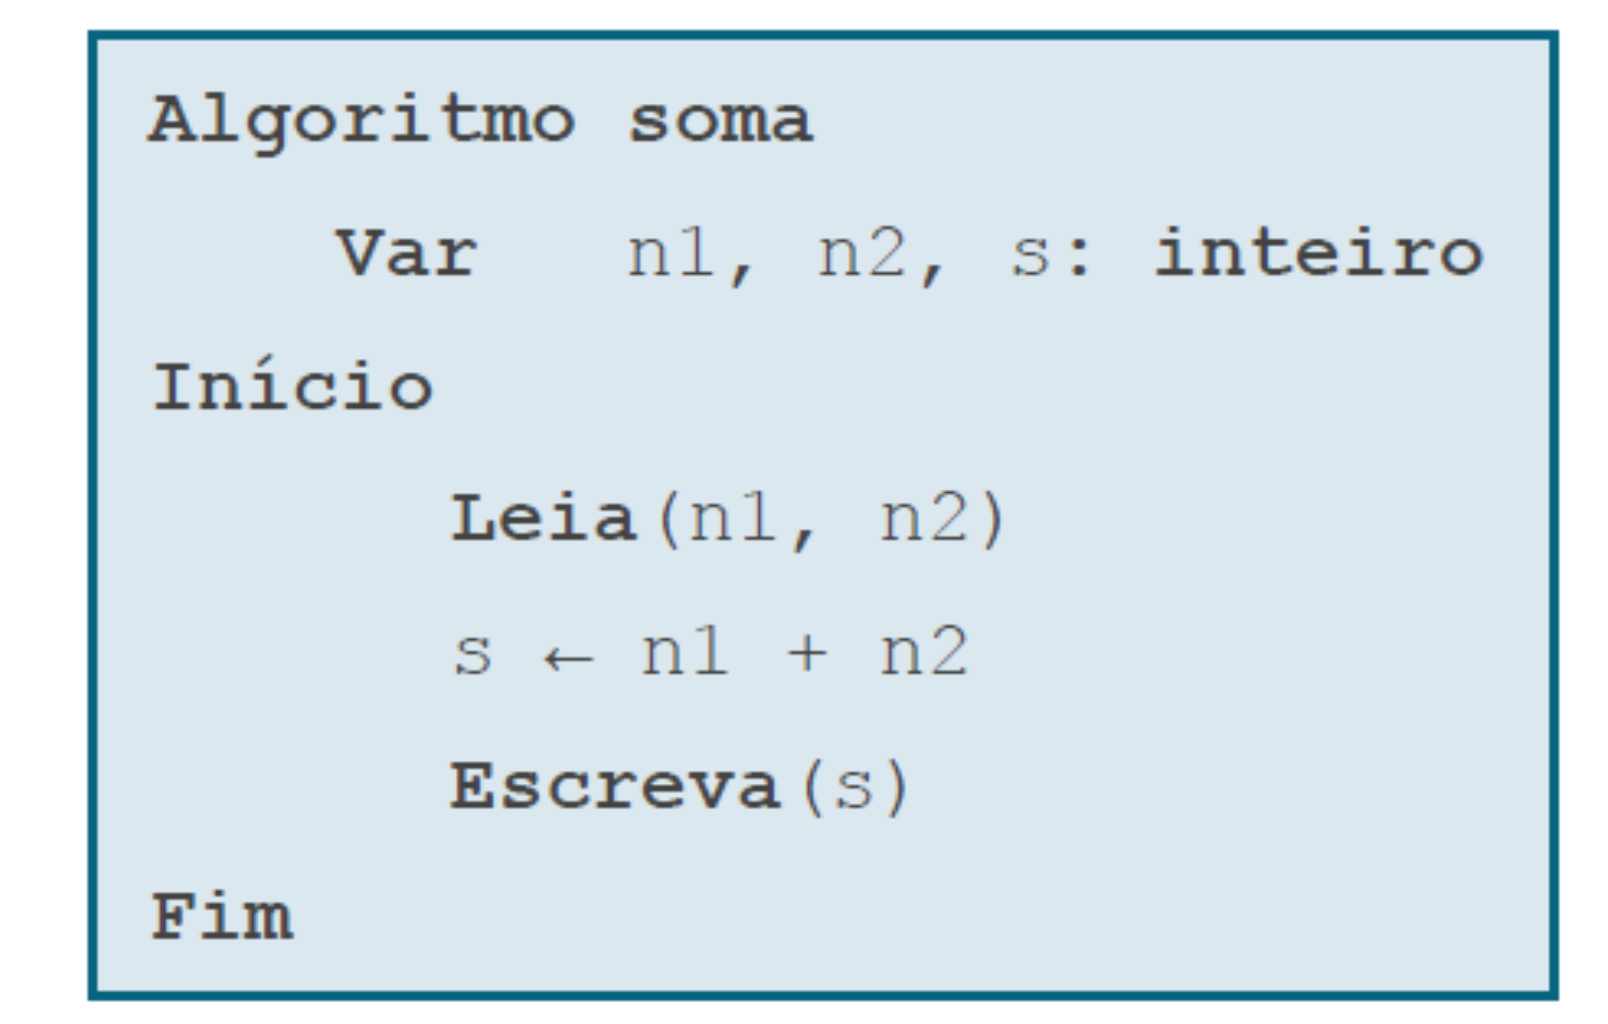 Algoritmo soma
Var n1, n2, s: inteiro
Início
Leia(n1, n2)
s ← n1 + n2
Escreva(s)
Fim